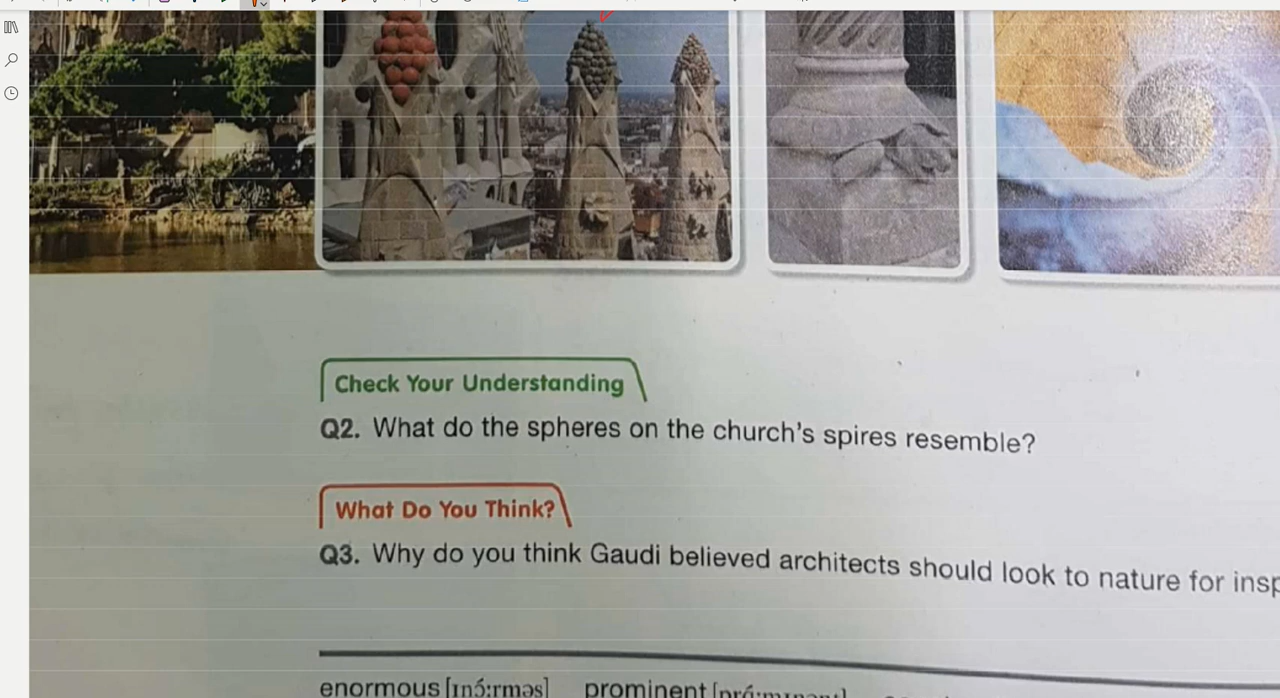 Check Your Understanding
Q2. What do the spheres on the church's spires resemble?
What Do You Think?
Q3. Why do you think Gaudi believed architects should look to nature for insp
enormous [ɪnɔ́ːrməs] prominent